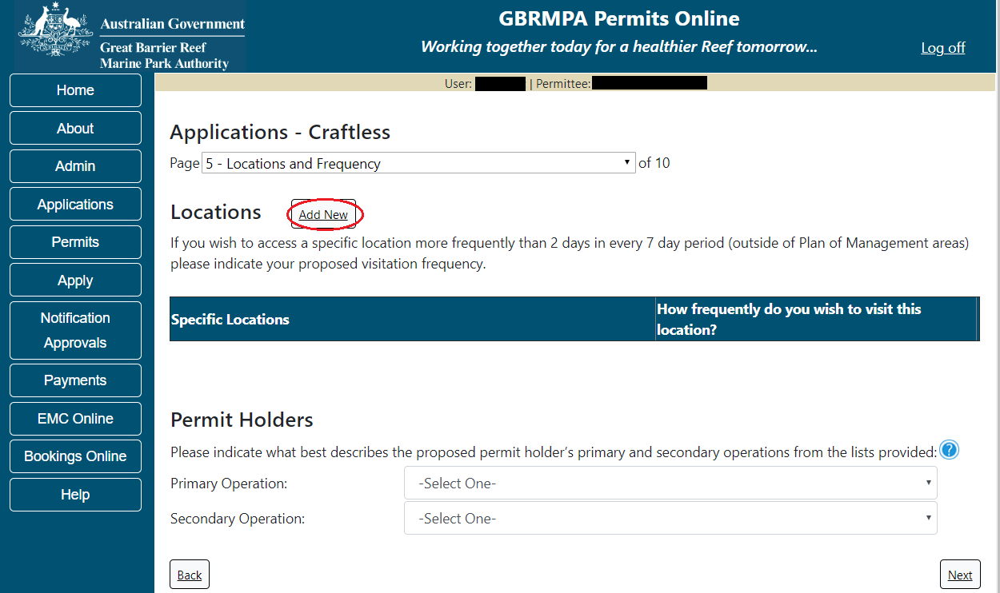 Australian Government
Great Barrier Reef
Marine Park Authority
GBRMPA Permits Online
Working together today for a healthier Reef tomorrow...
Log off
User: | Permittee:
Home
About
Admin
Applications
Permits
Apply
Notification
Approvals
Payments
EMC Online
Bookings Online
Help
Applications - Craftless
Page 5 - Locations and Frequency of 10
Locations Add New
If you wish to access a specific location more frequently than 2 days in every 7 day period (outside of Plan of Management areas)
please indicate your proposed visitation frequency.
Specific Locations
How frequently do you wish to visit this
location?
Permit Holders
Please indicate what best describes the proposed permit holder's primary and secondary operations from the lists provided: ?
Primary Operation: -Select One-
Secondary Operation: -Select One-
Back
Next